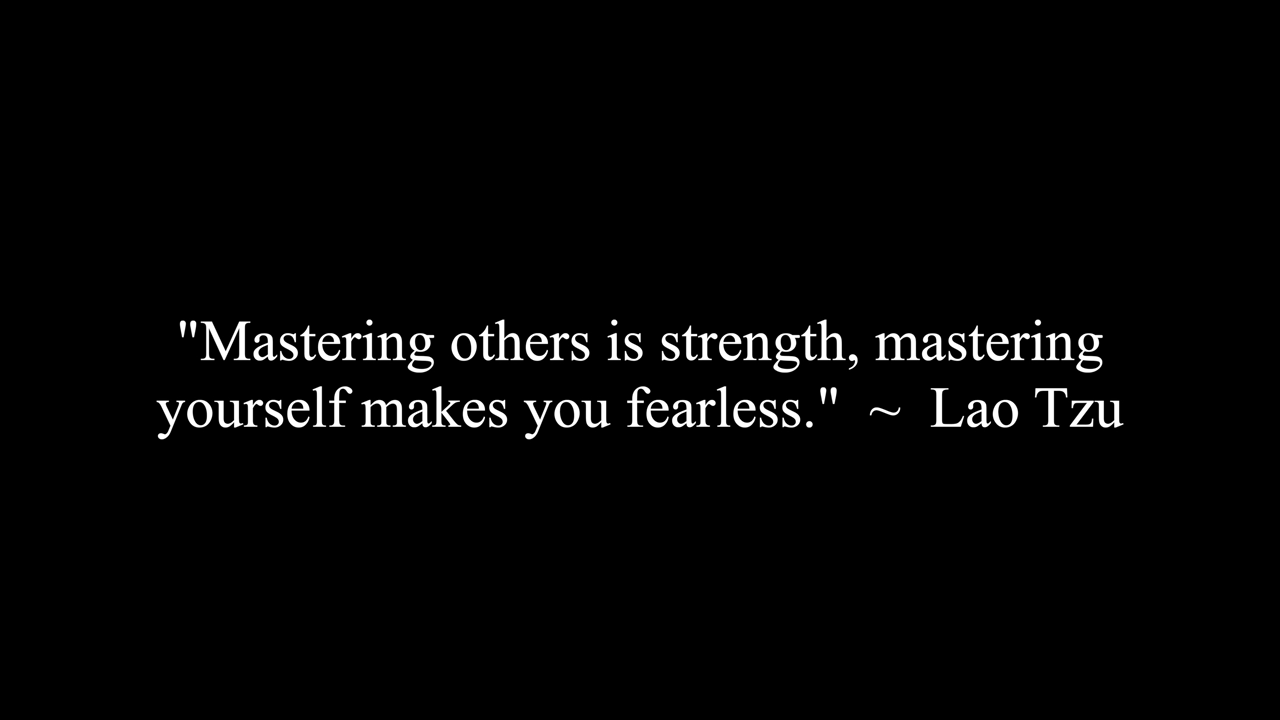 "Mastering others is strength, mastering
yourself makes you fearless."  ~  Lao Tzu